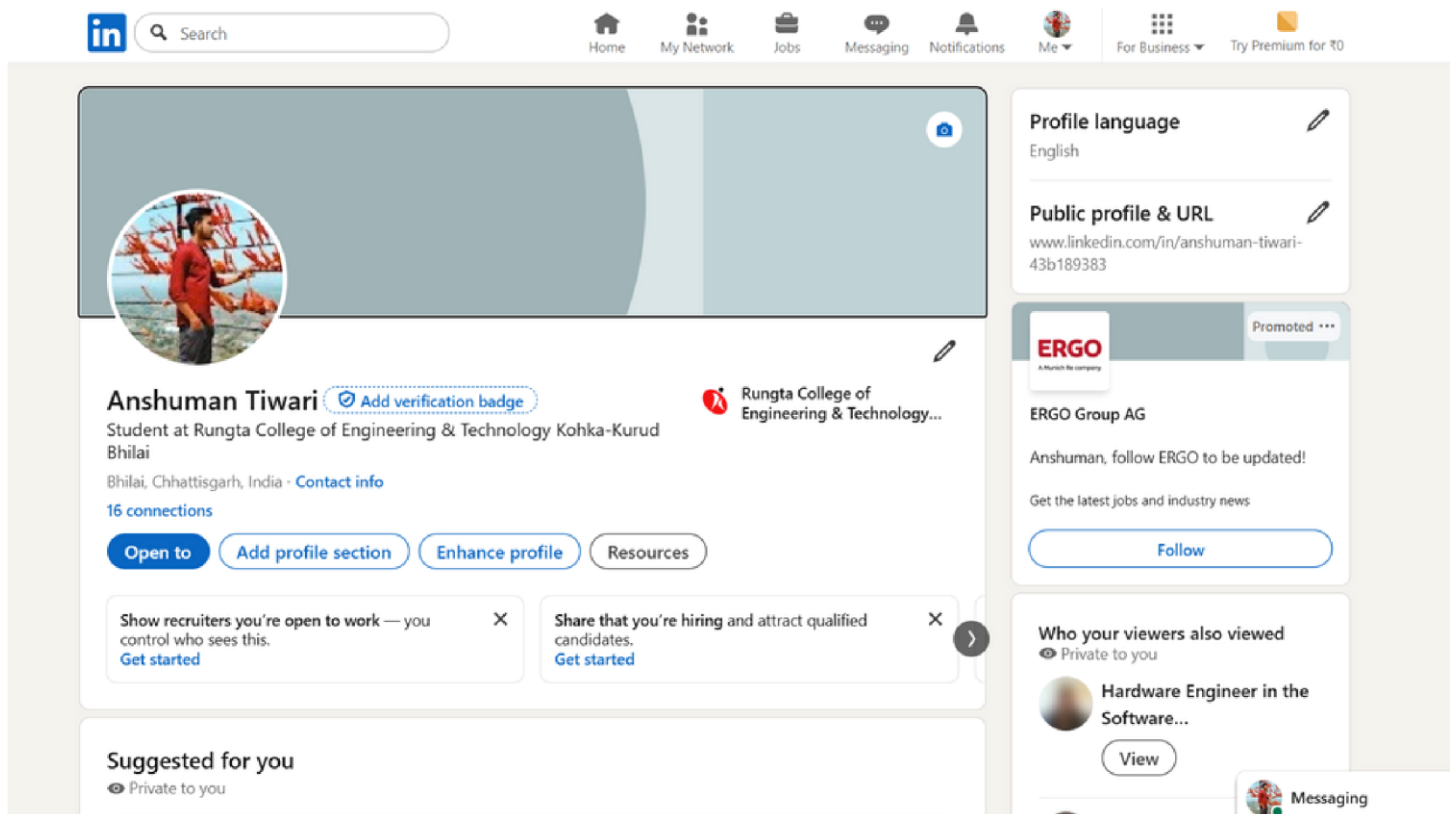 in
Search
Home
My Network
Jobs
Messaging
Notifications
Me
For Business
Try Premium for ₹0
Anshuman Tiwari
Add verification badge
Student at Rungta College of Engineering & Technology Kohka-Kurud
Bhilai
Bhilai, Chhattisgarh, India · Contact info
16 connections
Rungta College of
Engineering & Technology...
Open to
Add profile section
Enhance profile
Resources
Show recruiters you're open to work — you
control who sees this.
Get started
Share that you're hiring and attract qualified
candidates.
Get started
Suggested for you
Private to you
Profile language
English
Public profile & URL
www.linkedin.com/in/anshuman-tiwari-
43b189383
Promoted
ERGO
A Munich Re company
ERGO Group AG
Anshuman, follow ERGO to be updated!
Get the latest jobs and industry news
Follow
Who your viewers also viewed
Private to you
Hardware Engineer in the
Software...
View
Messaging